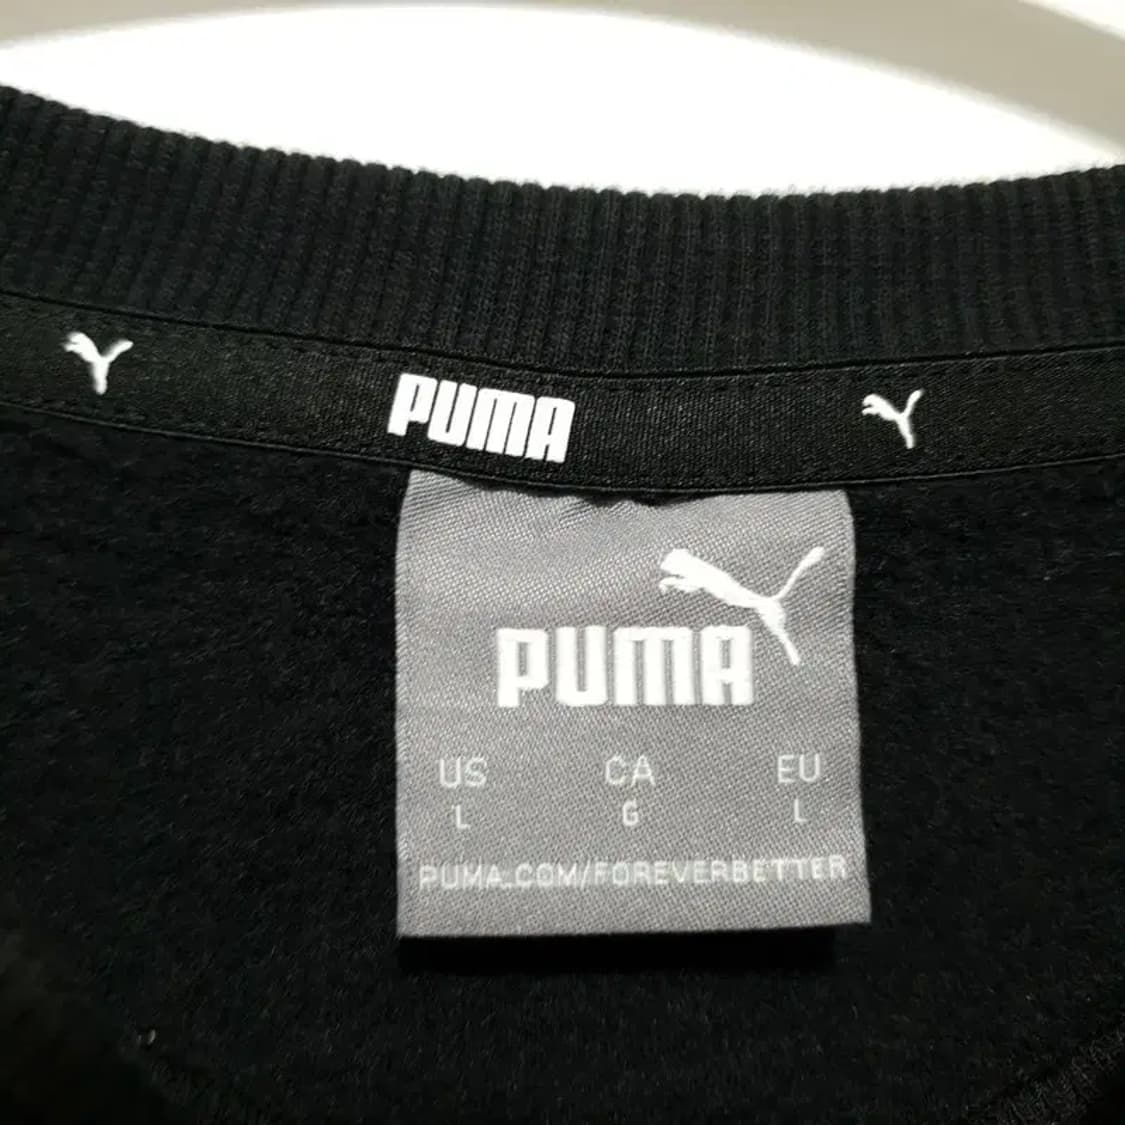 PUMA
PUMA
US CA EU
L G L
PUMA.COM/FOREVERBETTER